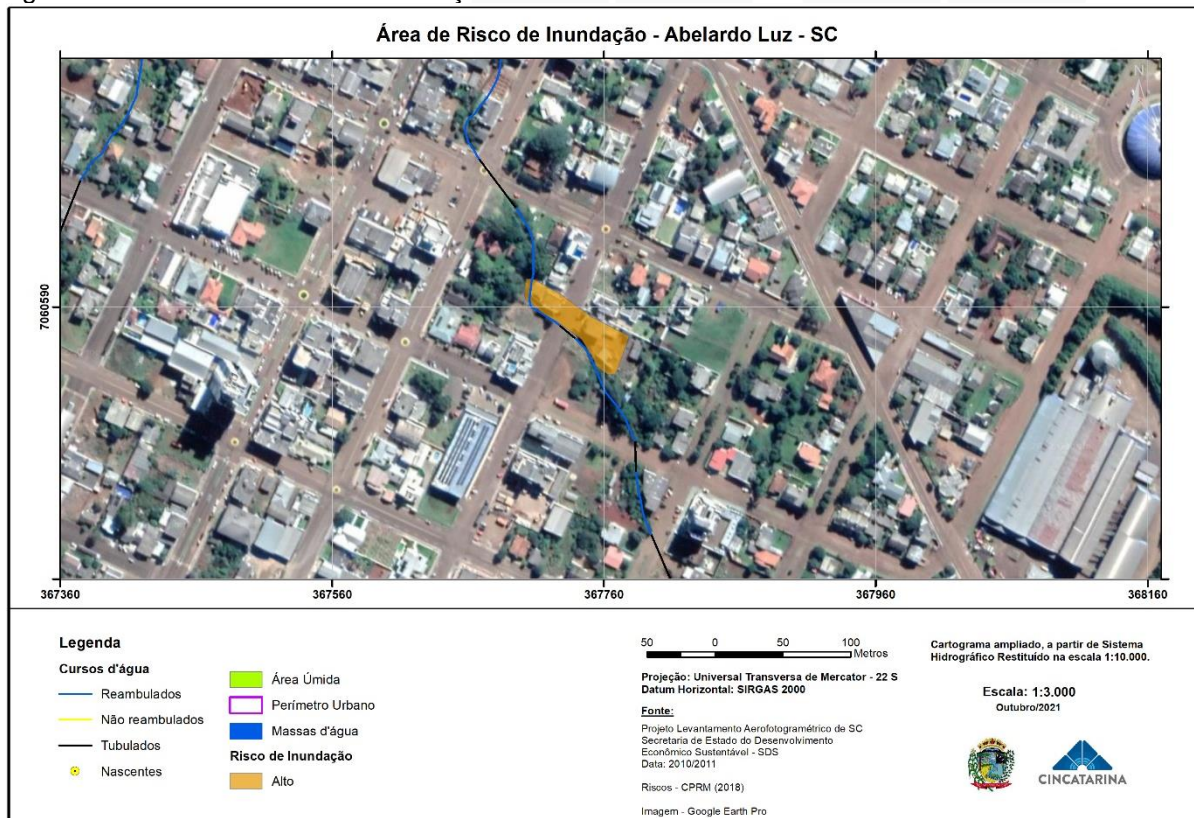 Área de Risco de Inundação - Abelardo Luz - SC
N
7060590
367360
367560
367760
367960
368160
Legenda
Cursos d'água
Reambulados
Não reambulados
Tubulados
Nascentes
Área Úmida
Perímetro Urbano
Massas d'água
Risco de Inundação
Alto
50 0 50 100
Metros
Projeção: Universal Transversa de Mercator - 22 S
Datum Horizontal: SIRGAS 2000
Fonte:
Projeto Levantamento Aerofotogramétrico de SC
Secretaria de Estado do Desenvolvimento
Econômico Sustentável - SDS
Data: 2010/2011
Riscos - CPRM (2018)
Imagem - Google Earth Pro
Cartograma ampliado, a partir de Sistema
Hidrográfico Restituído na escala 1:10.000.
Escala: 1:3.000
Outubro/2021
CINCATARINA